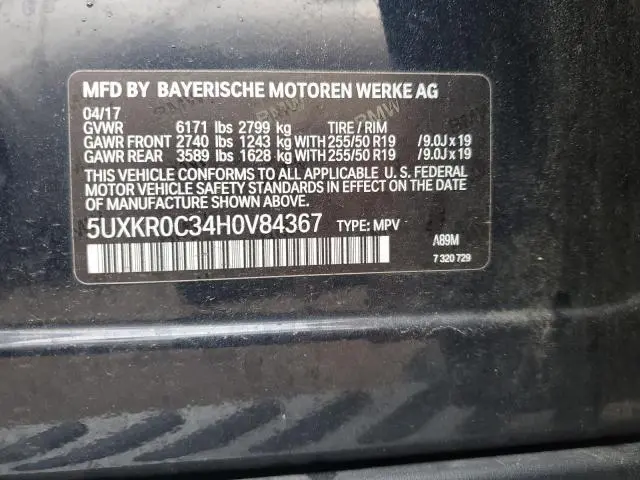 MFD BY BAYERISCHE MOTOREN WERKE AG
04/17
GVWR 6171 lbs 2799 kg TIRE / RIM
GAWR FRONT 2740 lbs 1243 kg WITH 255/50 R19 /9.0J x 19
GAWR REAR 3589 lbs 1628 kg WITH 255/50 R19 /9.0J x 19
THIS VEHICLE CONFORMS TO ALL APPLICABLE U. S. FEDERAL
MOTOR VEHICLE SAFETY STANDARDS IN EFFECT ON THE DATE
OF MANUFACTURE SHOWN ABOVE.
5UXKR0C34H0V84367 TYPE: MPV
A89M
7 320 729